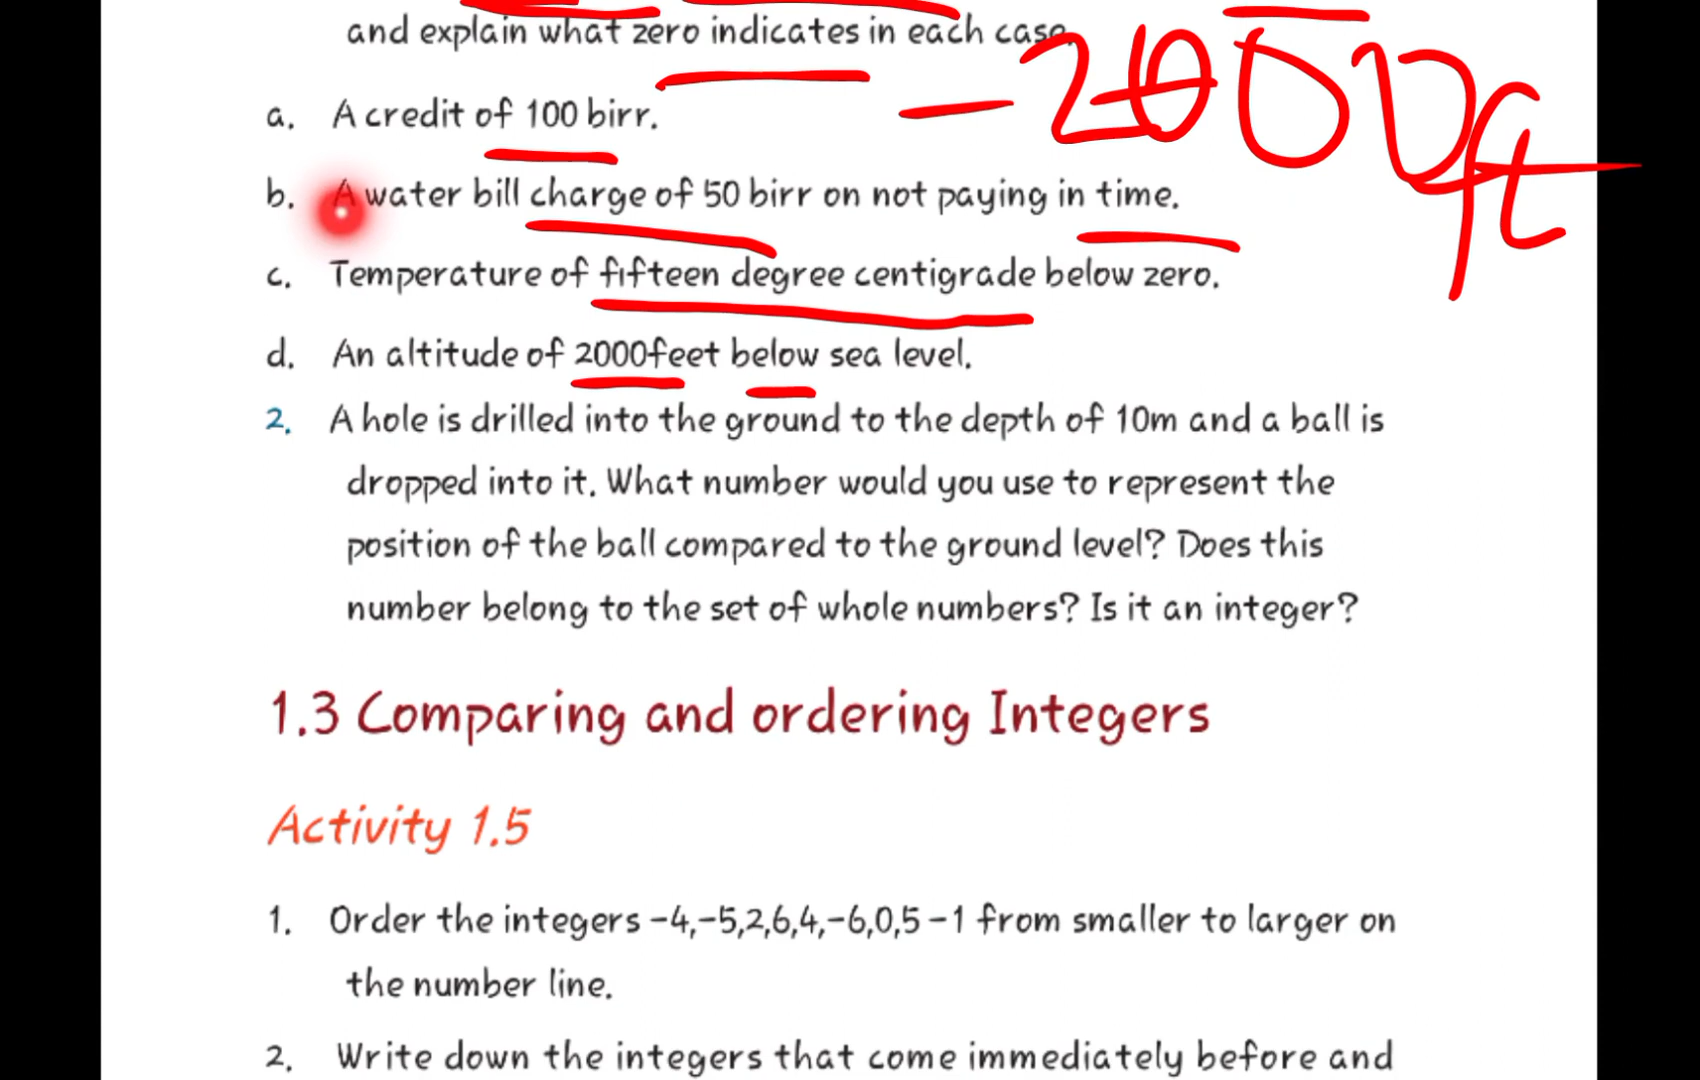 and explain what zero indicates in each case.
-2000ft
a. A credit of 100 birr.
b. A water bill charge of 50 birr on not paying in time.
c. Temperature of fifteen degree centigrade below zero.
d. An altitude of 2000feet below sea level.
2. A hole is drilled into the ground to the depth of 10m and a ball is
dropped into it. What number would you use to represent the
position of the ball compared to the ground level? Does this
number belong to the set of whole numbers? Is it an integer?
1.3 Comparing and ordering Integers
Activity 1.5
1. Order the integers -4,-5,2,6,4,-6,0,5 -1 from smaller to larger on
the number line.
2. Write down the integers that come immediately before and